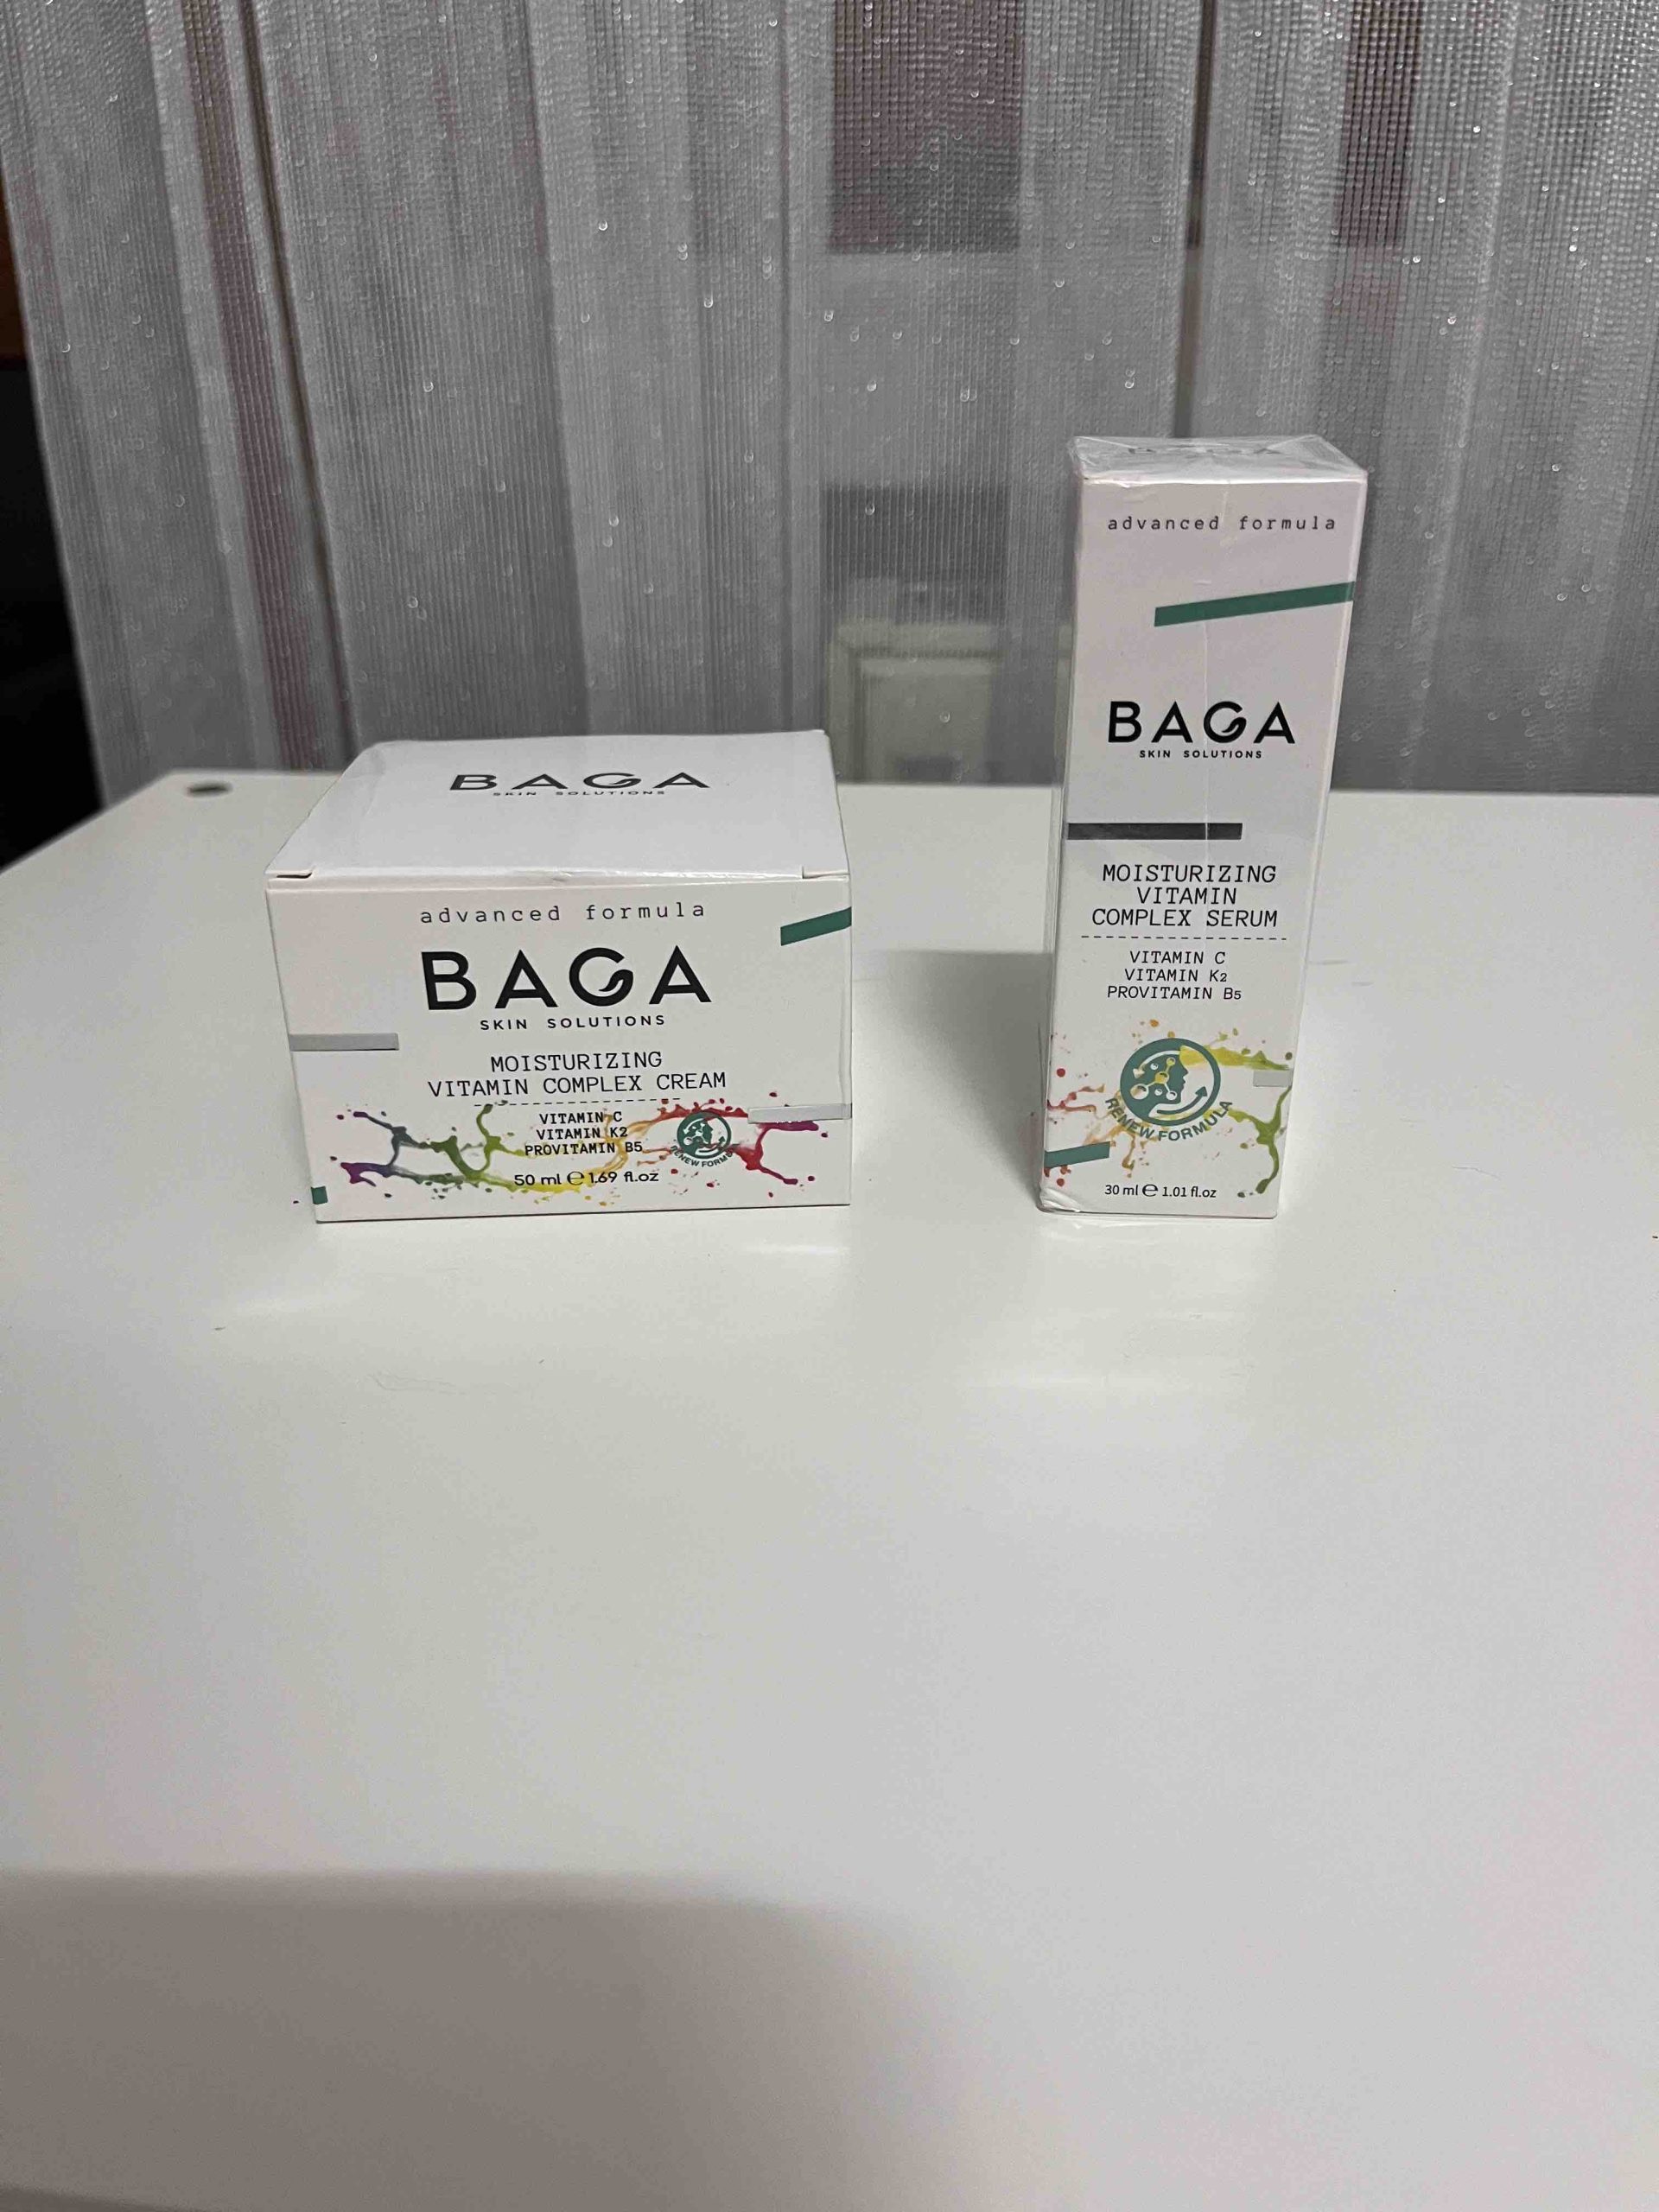 BAGA
SKIN SOLUTIONS
advanced formula
BAGA
SKIN SOLUTIONS
MOISTURIZING
VITAMIN COMPLEX CREAM
VITAMIN C
VITAMIN K2
PROVITAMIN B5
50 ml ℮ 1.69 fl.oz
advanced formula
BAGA
SKIN SOLUTIONS
MOISTURIZING
VITAMIN
COMPLEX SERUM
VITAMIN C
VITAMIN K2
PROVITAMIN B5
RENEW FORMULA
30 ml ℮ 1.01 fl.oz